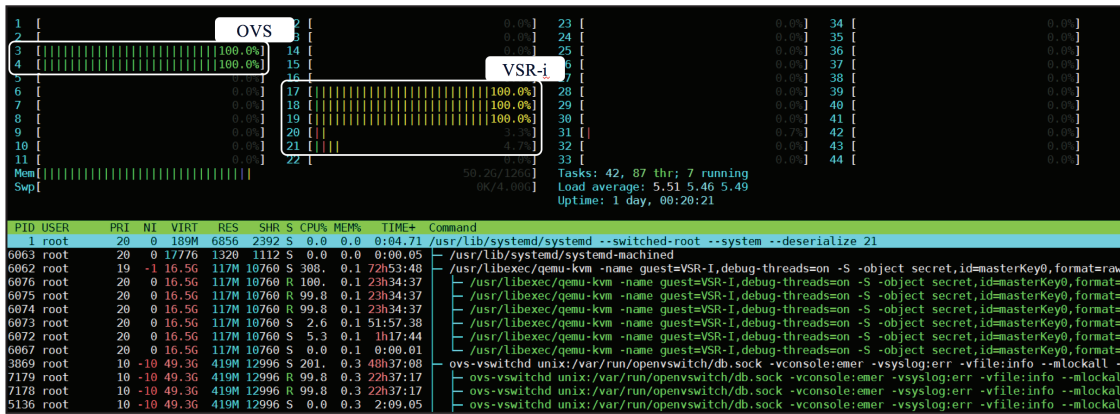 OVS
VSR-i
1 [ 2 [ 0.0%] 23 [ 0.0%] 34 [ 0.0%]
2 3 [ 0.0%] 24 [ 0.0%] 35 [ 0.0%]
3 [||||||||||||||||||||||||||100.0%] 14 [ 0.0%] 25 [ 0.0%] 36 [ 0.0%]
4 [||||||||||||||||||||||||||100.0%] 15 [ 6 [ 0.0%] 37 [ 0.0%]
5 [ 0.0%] 16 7 [ 0.0%] 38 [ 0.0%]
6 [ 0.0%] 17 [||||||||||||||||||||||||||100.0%] 28 [ 0.0%] 39 [ 0.0%]
7 [ 0.0%] 18 [||||||||||||||||||||||||||100.0%] 29 [ 0.0%] 40 [ 0.0%]
8 [ 0.0%] 19 [||||||||||||||||||||||||||100.0%] 30 [ 0.0%] 41 [ 0.0%]
9 [ 0.0%] 20 [|| 3.3%] 31 [| 0.7%] 42 [ 0.0%]
10 [ 0.0%] 21 [|||| 4.7%] 32 [ 0.0%] 43 [ 0.0%]
11 [ 0.0%] 22 [ 33 [ 0.0%] 44 [ 0.0%]
Mem[||||||||||||||||||||||||||||||| 50.2G/126G] Tasks: 42, 87 thr; 7 running
Swp[ 0K/4.00G] Load average: 5.51 5.46 5.49
Uptime: 1 day, 00:20:21
PID USER PRI NI VIRT RES SHR S CPU% MEM% TIME+ Command
1 root 20 0 189M 6856 2392 S 0.0 0.0 0:04.71 /usr/lib/systemd/systemd --switched-root --system --deserialize 21
6063 root 20 0 17776 1320 1112 S 0.0 0.0 0:00.05 ├─ /usr/lib/systemd/systemd-machined
6062 root 19 -1 16.5G 117M 10760 S 308. 0.1 72h53:48 ├─ /usr/libexec/qemu-kvm -name guest=VSR-I,debug-threads=on -S -object secret,id=masterKey0,format=raw
6076 root 20 0 16.5G 117M 10760 R 100. 0.1 23h34:37 │ ├─ /usr/libexec/qemu-kvm -name guest=VSR-I,debug-threads=on -S -object secret,id=masterKey0,format=
6075 root 20 0 16.5G 117M 10760 R 99.8 0.1 23h34:37 │ ├─ /usr/libexec/qemu-kvm -name guest=VSR-I,debug-threads=on -S -object secret,id=masterKey0,format=
6074 root 20 0 16.5G 117M 10760 R 99.8 0.1 23h34:37 │ ├─ /usr/libexec/qemu-kvm -name guest=VSR-I,debug-threads=on -S -object secret,id=masterKey0,format=
6073 root 20 0 16.5G 117M 10760 S 2.6 0.1 51:57.38 │ ├─ /usr/libexec/qemu-kvm -name guest=VSR-I,debug-threads=on -S -object secret,id=masterKey0,format=
6072 root 20 0 16.5G 117M 10760 S 5.3 0.1 1h17:44 │ ├─ /usr/libexec/qemu-kvm -name guest=VSR-I,debug-threads=on -S -object secret,id=masterKey0,format=
6067 root 20 0 16.5G 117M 10760 S 0.0 0.1 0:00.01 │ └─ /usr/libexec/qemu-kvm -name guest=VSR-I,debug-threads=on -S -object secret,id=masterKey0,format=
3869 root 10 -10 49.3G 419M 12996 S 201. 0.3 48h37:08 ├─ ovs-vswitchd unix:/var/run/openvswitch/db.sock -vconsole:emer -vsyslog:err -vfile:info --mlockall -
7179 root 10 -10 49.3G 419M 12996 R 99.8 0.3 22h37:17 │ ├─ ovs-vswitchd unix:/var/run/openvswitch/db.sock -vconsole:emer -vsyslog:err -vfile:info --mlockal
7178 root 10 -10 49.3G 419M 12996 R 99.8 0.3 22h37:17 │ ├─ ovs-vswitchd unix:/var/run/openvswitch/db.sock -vconsole:emer -vsyslog:err -vfile:info --mlockal
5136 root 10 -10 49.3G 419M 12996 S 0.0 0.3 2:09.05 │ ├─ ovs-vswitchd unix:/var/run/openvswitch/db.sock -vconsole:emer -vsyslog:err -vfile:info --mlockal